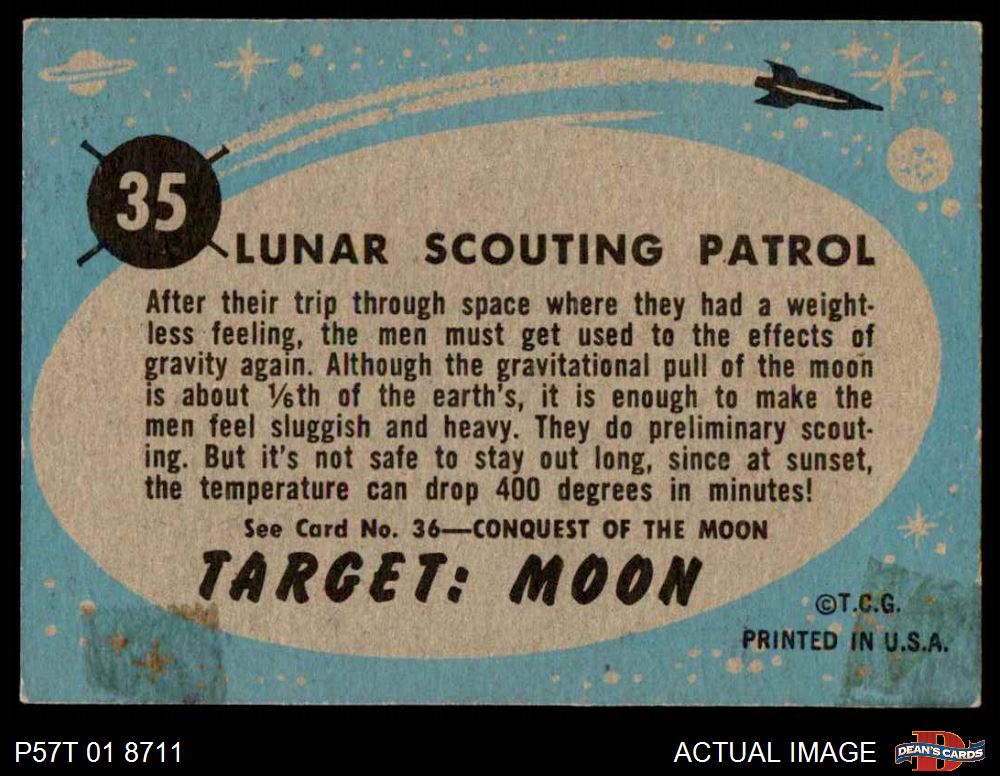 35
LUNAR SCOUTING PATROL
After their trip through space where they had a weight-
less feeling, the men must get used to the effects of
gravity again. Although the gravitational pull of the moon
is about ⅙th of the earth's, it is enough to make the
men feel sluggish and heavy. They do preliminary scout-
ing. But it's not safe to stay out long, since at sunset,
the temperature can drop 400 degrees in minutes!
See Card No. 36—CONQUEST OF THE MOON
TARGET: MOON
©T.C.G.
PRINTED IN U.S.A.
P57T 01 8711
ACTUAL IMAGE
D
DEAN'S CARDS